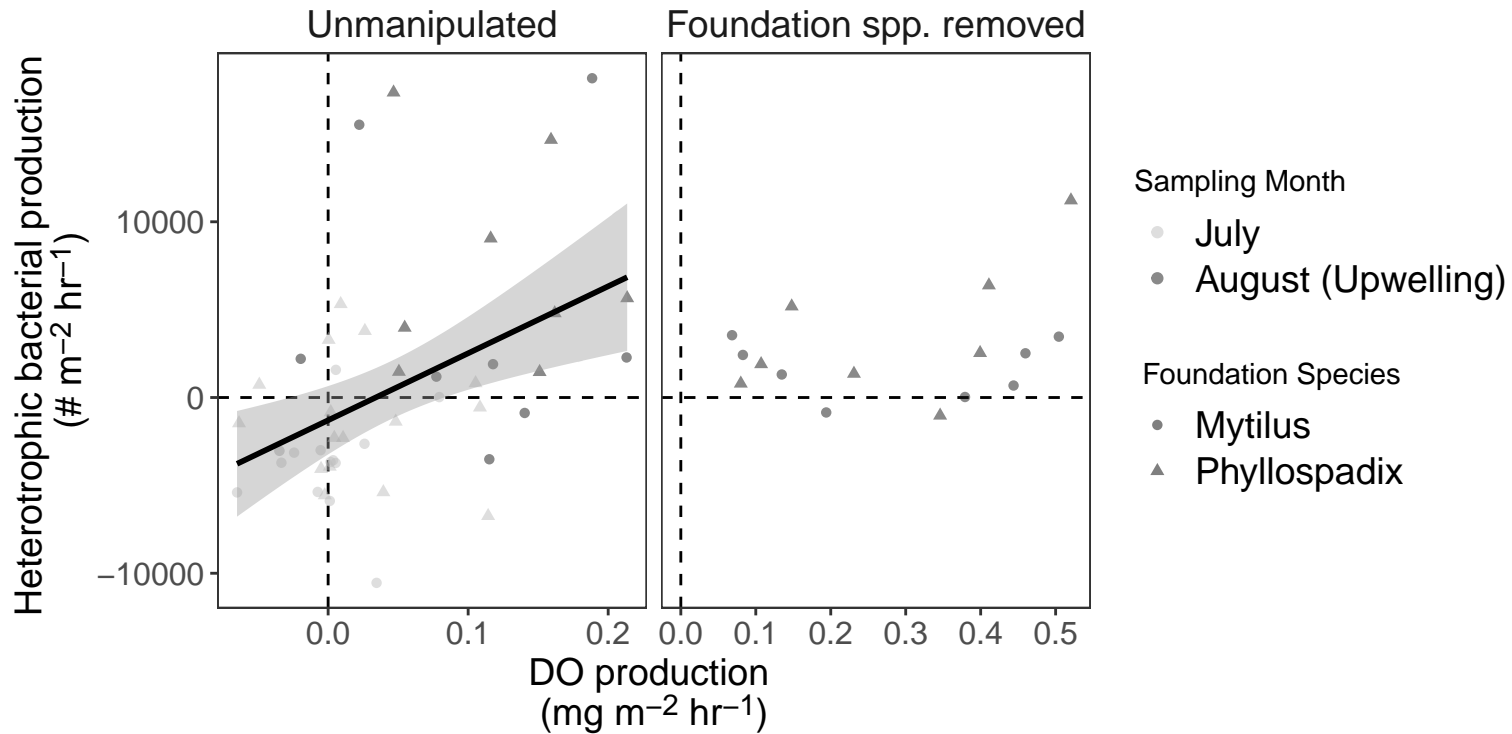 Unmanipulated
Foundation spp. removed
Heterotrophic bacterial production
(# m⁻² hr⁻¹)
10000
0
−10000
0.0 0.1 0.2
0.0 0.1 0.2 0.3 0.4 0.5
DO production
(mg m⁻² hr⁻¹)
Sampling Month
July
August (Upwelling)
Foundation Species
Mytilus
Phyllospadix